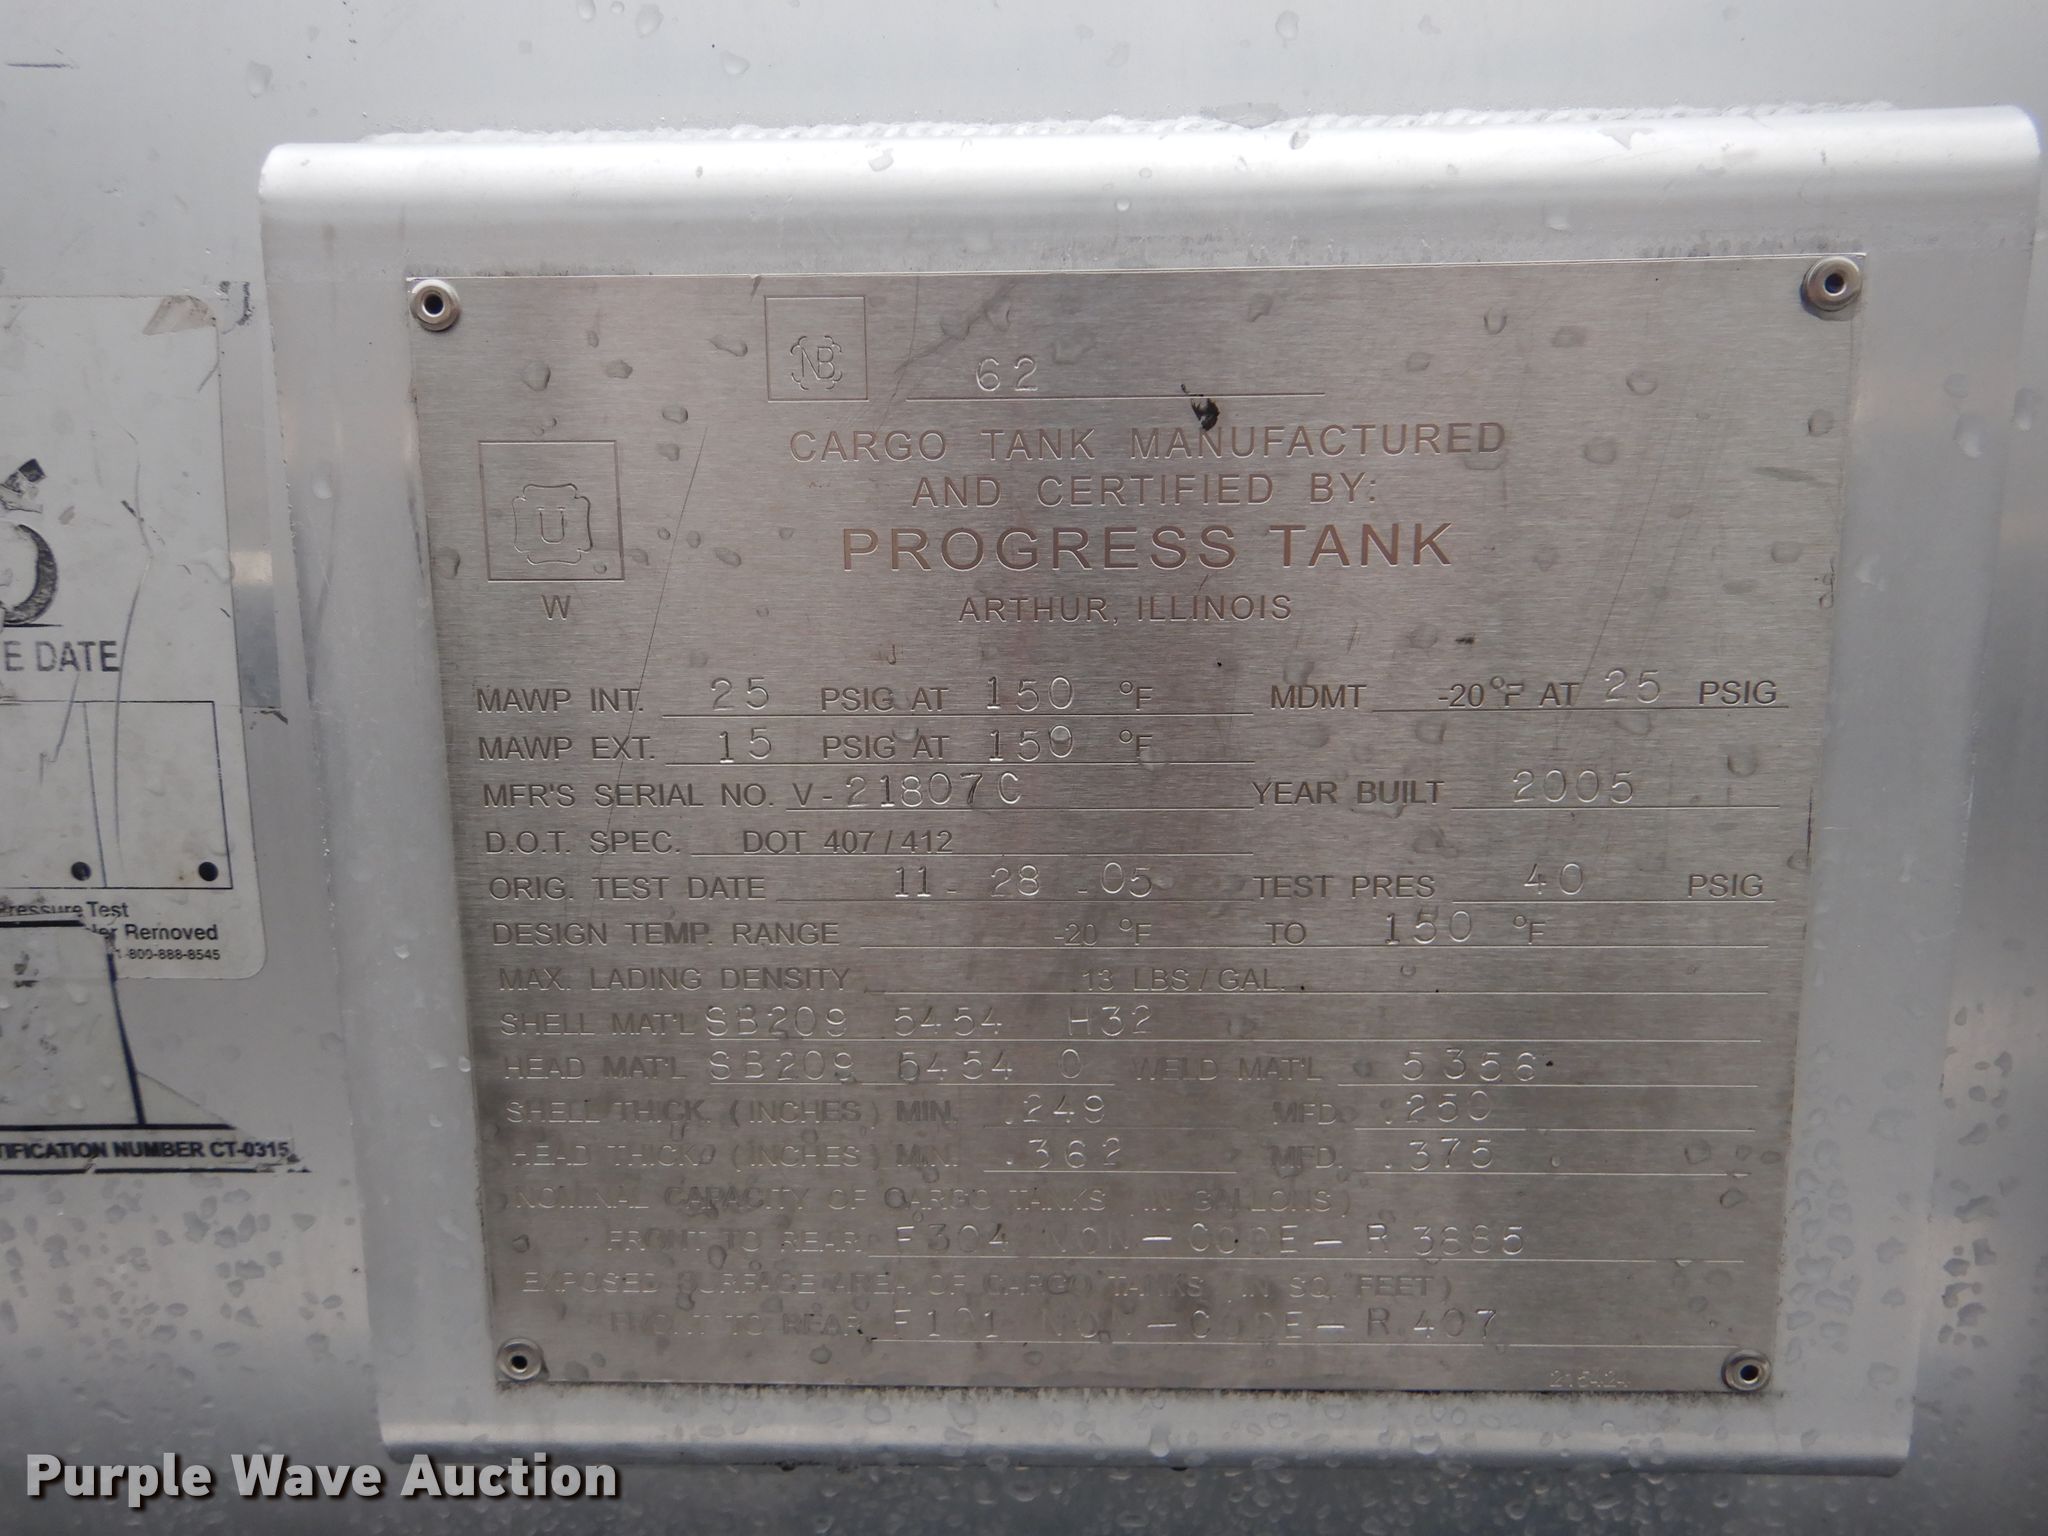 NB
62
CARGO TANK MANUFACTURED
AND CERTIFIED BY:
PROGRESS TANK
ARTHUR, ILLINOIS
U
W
MAWP INT. 25 PSIG AT 150 °F MDMT -20°F AT 25 PSIG
MAWP EXT. 15 PSIG AT 150 °F
MFR'S SERIAL NO. V-21807C YEAR BUILT 2005
D.O.T. SPEC. DOT 407/412
ORIG. TEST DATE 11-28-05 TEST PRES 40 PSIG
DESIGN TEMP. RANGE -20 °F TO 150 °F
MAX. LADING DENSITY 13 LBS/GAL.
SHELL MAT'L SB209 5454 H32
HEAD MAT'L SB209 5454 0 WELD MAT'L 5356
SHELL THICK. (INCHES) MIN. .249 MFD. .250
HEAD THICK. (INCHES) MIN. .362 MFD. .375
(NOMINAL CAPACITY OF CARGO TANKS (IN GALLONS)
FRONT TO REAR F304 NON-CODE-R 3885
EXPOSED SURFACE AREA OF CARGO TANKS (IN SQ. FEET)
FRONT TO REAR F101 NON-CODE-R 407
E DATE
Pressure Test
Removed
1-800-888-8545
TIFICATION NUMBER CT-0315
Purple Wave Auction